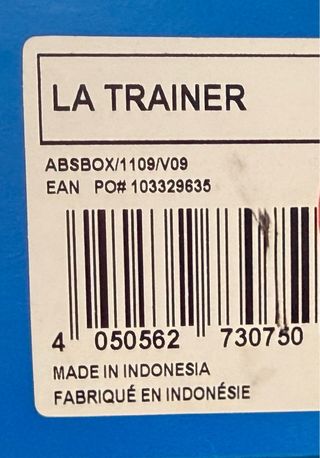 LA TRAINER
ABSBOX/1109/V09
EAN PO# 103329635
4 050562 730750
MADE IN INDONESIA
FABRIQUÉ EN INDONÉSIE